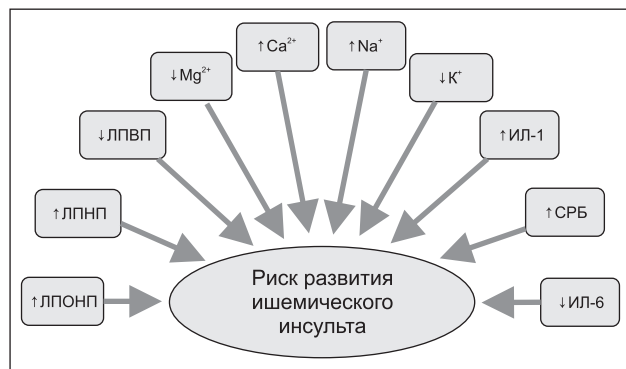 ↑Ca²⁺
↑Na⁺
↓Mg²⁺
↓К⁺
↓ЛПВП
↑ИЛ-1
↑ЛПНП
↑СРБ
↑ЛПОНП
↓ИЛ-6
Риск развития
ишемического
инсульта